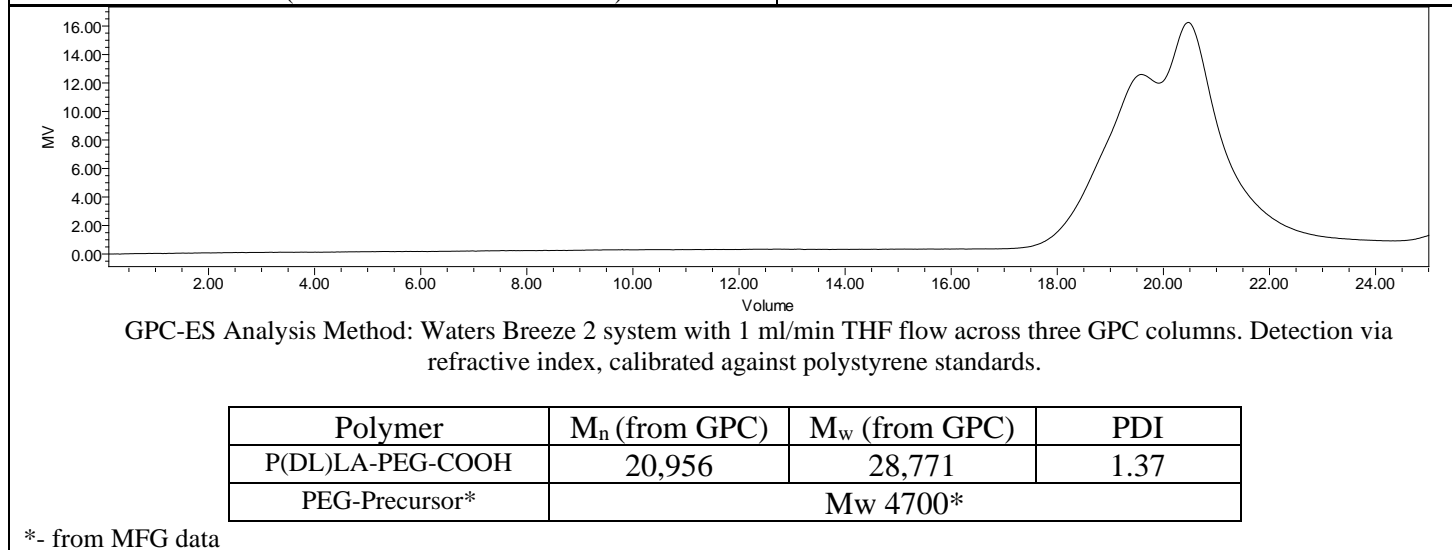 MV
16.00
14.00
12.00
10.00
8.00
6.00
4.00
2.00
0.00
2.00 4.00 6.00 8.00 10.00 12.00 14.00 16.00 18.00 20.00 22.00 24.00
Volume
GPC-ES Analysis Method: Waters Breeze 2 system with 1 ml/min THF flow across three GPC columns. Detection via
refractive index, calibrated against polystyrene standards.
Polymer Mn (from GPC) Mw (from GPC) PDI
P(DL)LA-PEG-COOH 20,956 28,771 1.37
PEG-Precursor* Mw 4700*
*- from MFG data